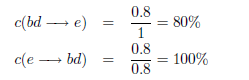 c(bd ⟶ e) = 0.8/1 = 80%
c(e ⟶ bd) = 0.8/0.8 = 100%